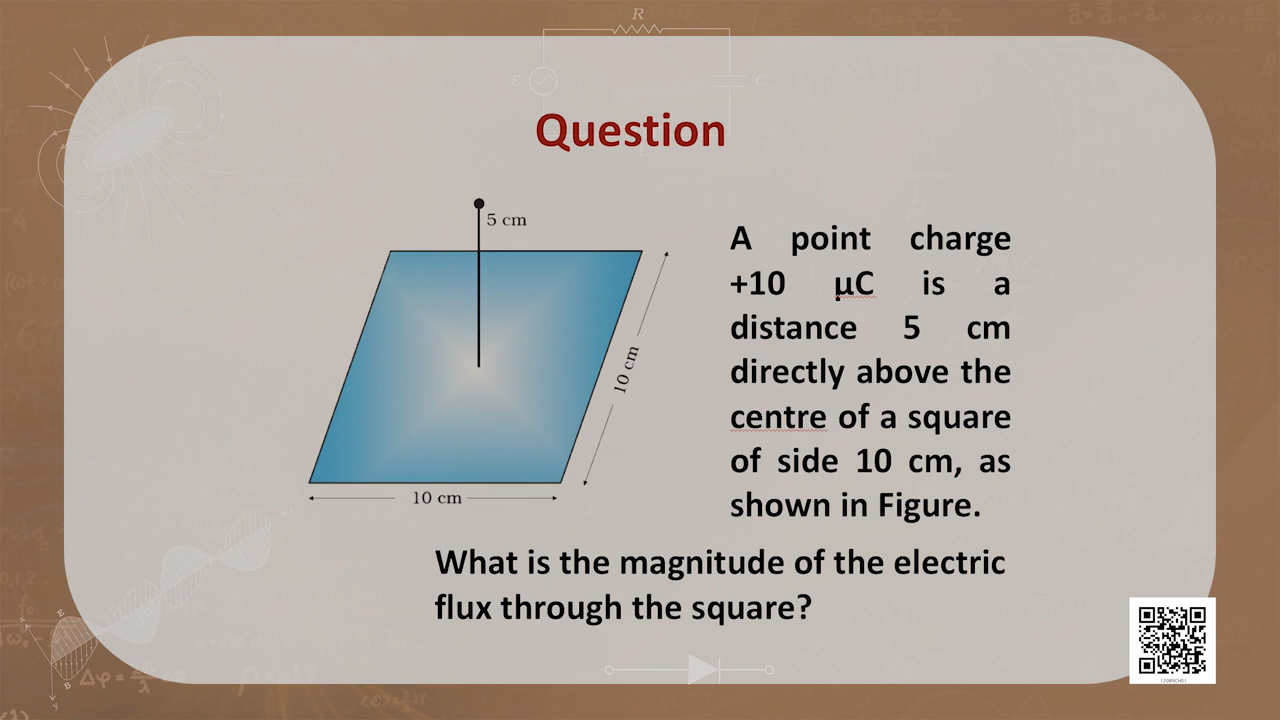 R
ε
C
Question
5 cm
10 cm
10 cm
A point charge
+10 µC is a
distance 5 cm
directly above the
centre of a square
of side 10 cm, as
shown in Figure.
What is the magnitude of the electric
flux through the square?